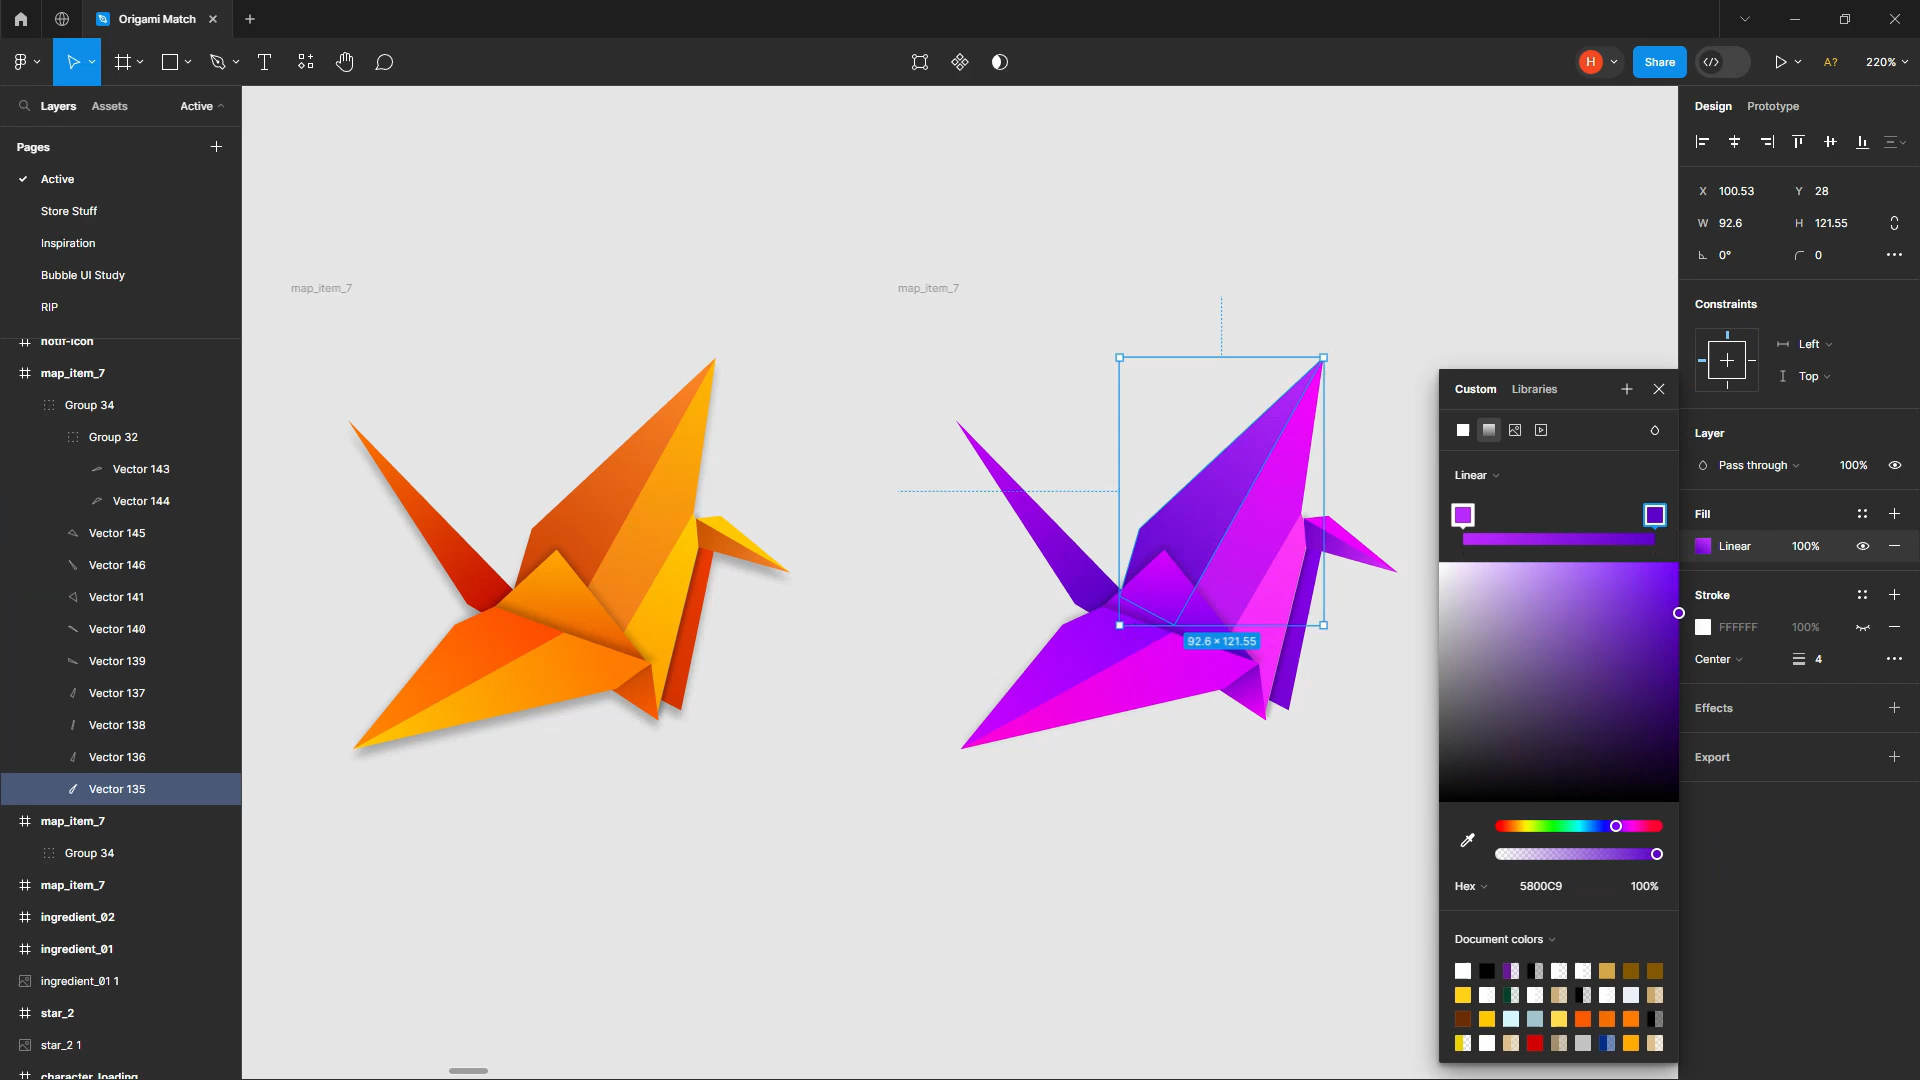 Origami Match
Share
A?
220%
H
Layers
Assets
Active
Pages
Active
Store Stuff
Inspiration
Bubble UI Study
RIP
notif-icon
map_item_7
Group 34
Group 32
Vector 143
Vector 144
Vector 145
Vector 146
Vector 141
Vector 140
Vector 139
Vector 137
Vector 138
Vector 136
Vector 135
map_item_7
Group 34
map_item_7
ingredient_02
ingredient_01
ingredient_01 1
star_2
star_2 1
character_loading
map_item_7
map_item_7
92.6 × 121.55
Custom
Libraries
Linear
Hex
5800C9
100%
Document colors
Design
Prototype
X 100.53
Y 28
W 92.6
H 121.55
0°
0
Constraints
Left
Top
Layer
Pass through
100%
Fill
Linear
100%
Stroke
FFFFFF
100%
Center
4
Effects
Export